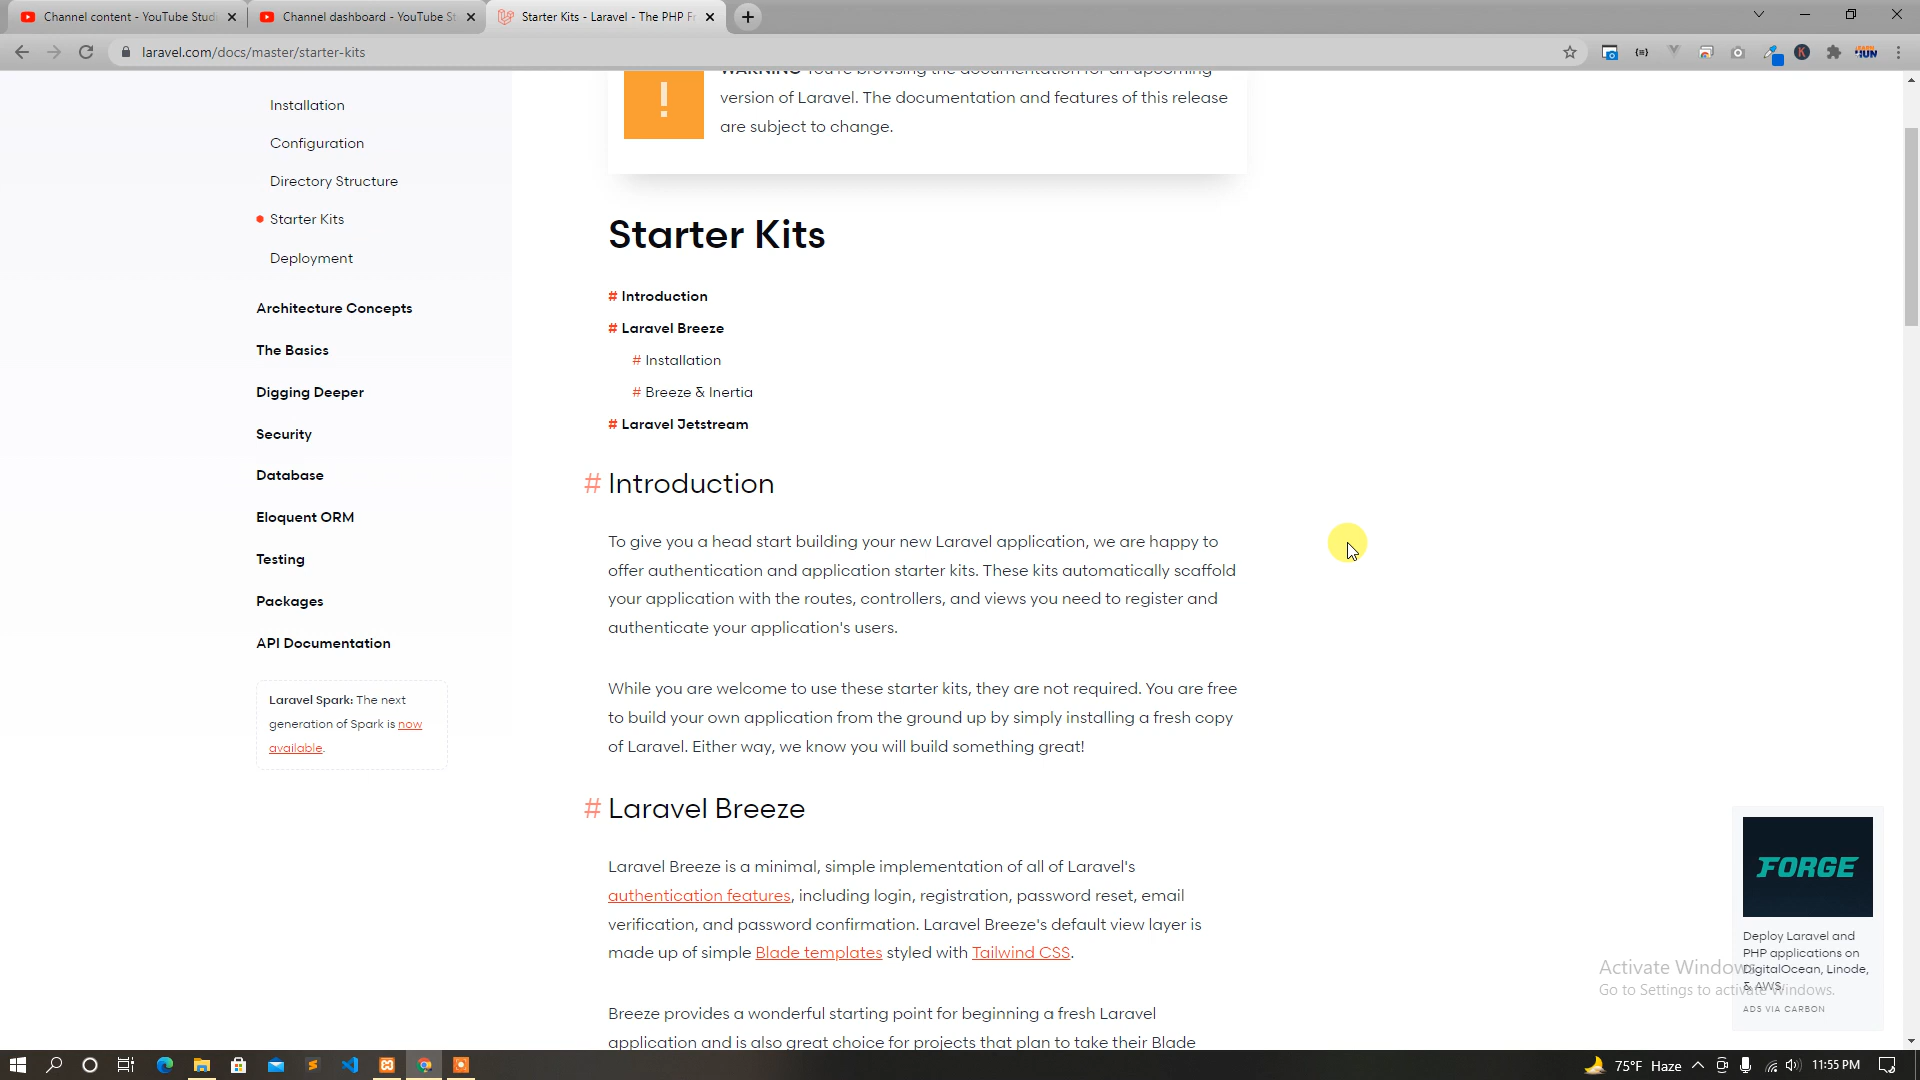 Channel content - YouTube Studi
Channel dashboard - YouTube St
Starter Kits - Laravel - The PHP Fr
laravel.com/docs/master/starter-kits
WARNING You're browsing the documentation for an upcoming
version of Laravel. The documentation and features of this release
are subject to change.
Installation
Configuration
Directory Structure
Starter Kits
Deployment
Architecture Concepts
The Basics
Digging Deeper
Security
Database
Eloquent ORM
Testing
Packages
API Documentation
Laravel Spark: The next
generation of Spark is now
available.
Starter Kits
# Introduction
# Laravel Breeze
# Installation
# Breeze & Inertia
# Laravel Jetstream
# Introduction
To give you a head start building your new Laravel application, we are happy to
offer authentication and application starter kits. These kits automatically scaffold
your application with the routes, controllers, and views you need to register and
authenticate your application's users.
While you are welcome to use these starter kits, they are not required. You are free
to build your own application from the ground up by simply installing a fresh copy
of Laravel. Either way, we know you will build something great!
# Laravel Breeze
Laravel Breeze is a minimal, simple implementation of all of Laravel's
authentication features, including login, registration, password reset, email
verification, and password confirmation. Laravel Breeze's default view layer is
made up of simple Blade templates styled with Tailwind CSS.
Breeze provides a wonderful starting point for beginning a fresh Laravel
application and is also great choice for projects that plan to take their Blade
FORGE
Deploy Laravel and
PHP applications on
DigitalOcean, Linode,
& AWS.
ADS VIA CARBON
Activate Windows
Go to Settings to activate Windows.
75°F Haze
11:55 PM